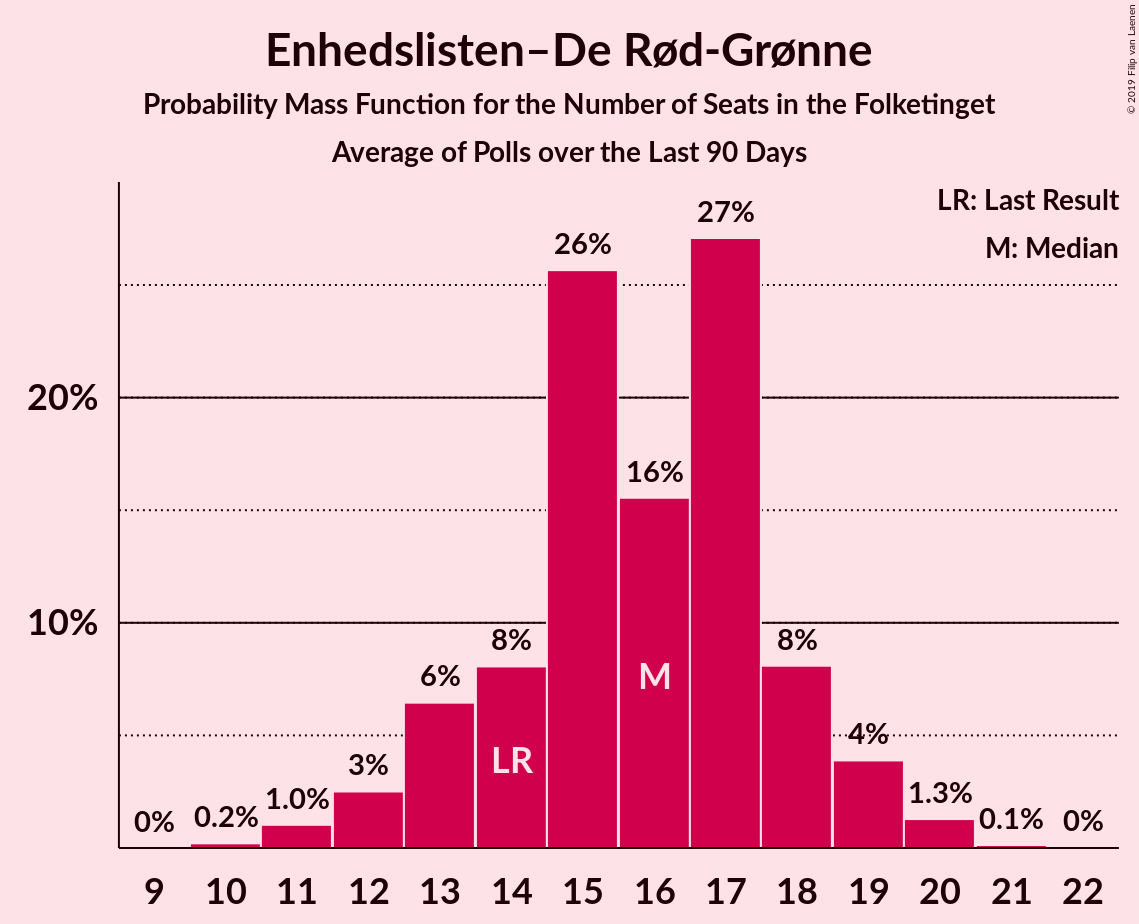 Enhedslisten–De Rød-Grønne
Probability Mass Function for the Number of Seats in the Folketinget
Average of Polls over the Last 90 Days
© 2019 Filip van Laenen
LR: Last Result
M: Median
20%
10%
0%
0.2%
1.0%
3%
6%
8%
26%
16%
27%
8%
4%
1.3%
0.1%
0%
LR
M
9 10 11 12 13 14 15 16 17 18 19 20 21 22